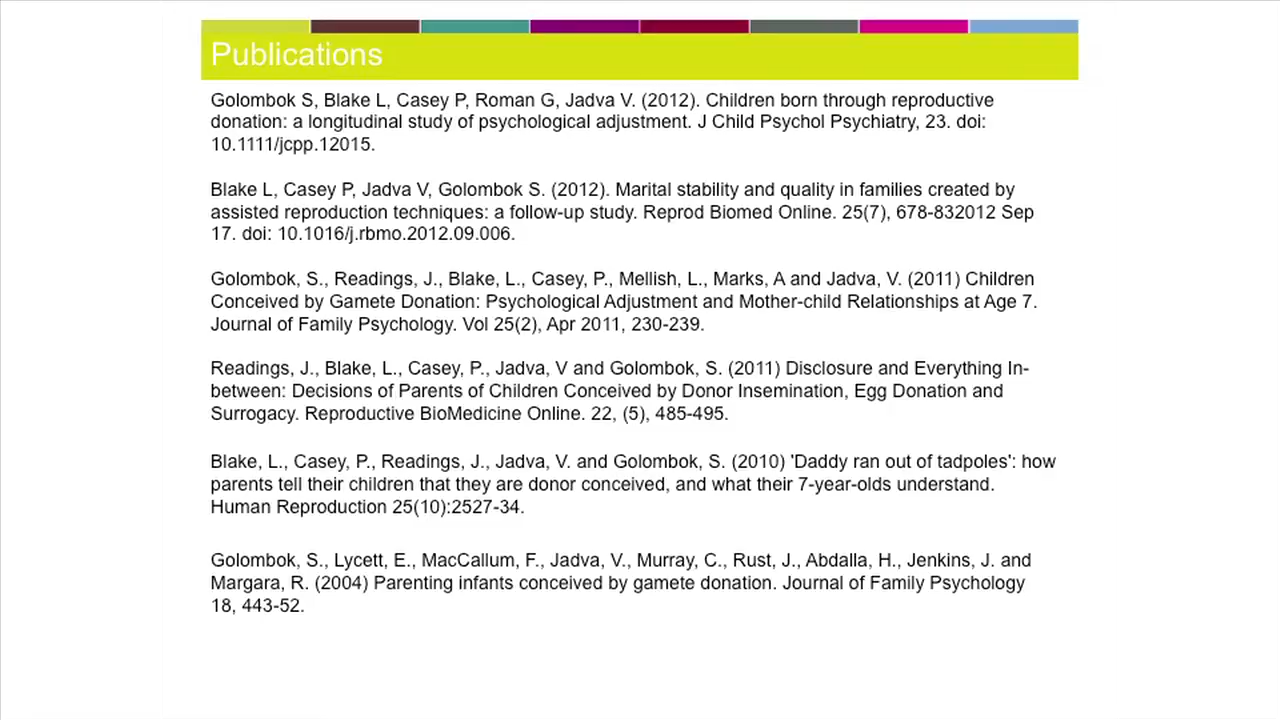 Publications
Golombok S, Blake L, Casey P, Roman G, Jadva V. (2012). Children born through reproductive
donation: a longitudinal study of psychological adjustment. J Child Psychol Psychiatry, 23. doi:
10.1111/jcpp.12015.
Blake L, Casey P, Jadva V, Golombok S. (2012). Marital stability and quality in families created by
assisted reproduction techniques: a follow-up study. Reprod Biomed Online. 25(7), 678-832012 Sep
17. doi: 10.1016/j.rbmo.2012.09.006.
Golombok, S., Readings, J., Blake, L., Casey, P., Mellish, L., Marks, A and Jadva, V. (2011) Children
Conceived by Gamete Donation: Psychological Adjustment and Mother-child Relationships at Age 7.
Journal of Family Psychology. Vol 25(2), Apr 2011, 230-239.
Readings, J., Blake, L., Casey, P., Jadva, V and Golombok, S. (2011) Disclosure and Everything In-
between: Decisions of Parents of Children Conceived by Donor Insemination, Egg Donation and
Surrogacy. Reproductive BioMedicine Online. 22, (5), 485-495.
Blake, L., Casey, P., Readings, J., Jadva, V. and Golombok, S. (2010) 'Daddy ran out of tadpoles': how
parents tell their children that they are donor conceived, and what their 7-year-olds understand.
Human Reproduction 25(10):2527-34.
Golombok, S., Lycett, E., MacCallum, F., Jadva, V., Murray, C., Rust, J., Abdalla, H., Jenkins, J. and
Margara, R. (2004) Parenting infants conceived by gamete donation. Journal of Family Psychology
18, 443-52.